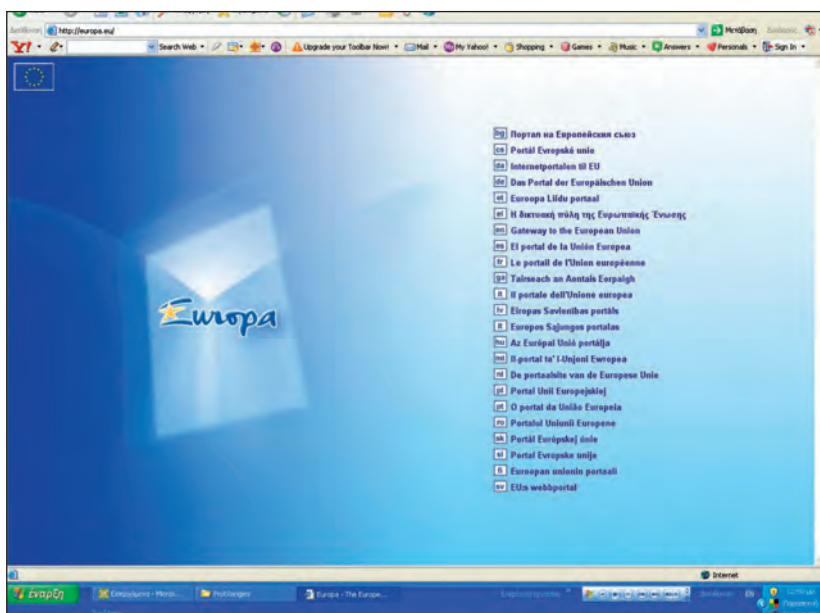 http://europa.eu/ Μετάβαση
Y! Search Web Upgrade your Toolbar Now! Mail My Yahoo! Shopping Games Music Answers Personals Sign In
bg Портал на Европейския съюз
cs Portál Evropské unie
da Internetportalen til EU
de Das Portal der Europäischen Union
et Euroopa Liidu portaal
el Η δικτυακή πύλη της Ευρωπαϊκής Ένωσης
en Gateway to the European Union
es El portal de la Unión Europea
fr Le portail de l'Union européenne
ga Tairseach an Aontais Eorpaigh
it Il portale dell'Unione europea
lv Eiropas Savienības portāls
lt Europos Sąjungos portalas
hu Az Európai Unió portálja
mt Il-portal ta' l-Unjoni Ewropea
nl De portaalsite van de Europese Unie
pl Portal Unii Europejskiej
pt O portal da União Europeia
ro Portalul Uniunii Europene
sk Portál Európskej únie
sl Portal Evropske unije
fi Euroopan unionin portaali
sv EU:s webbportal
Europa
Internet
έναρξη Europa - The Europe... EN